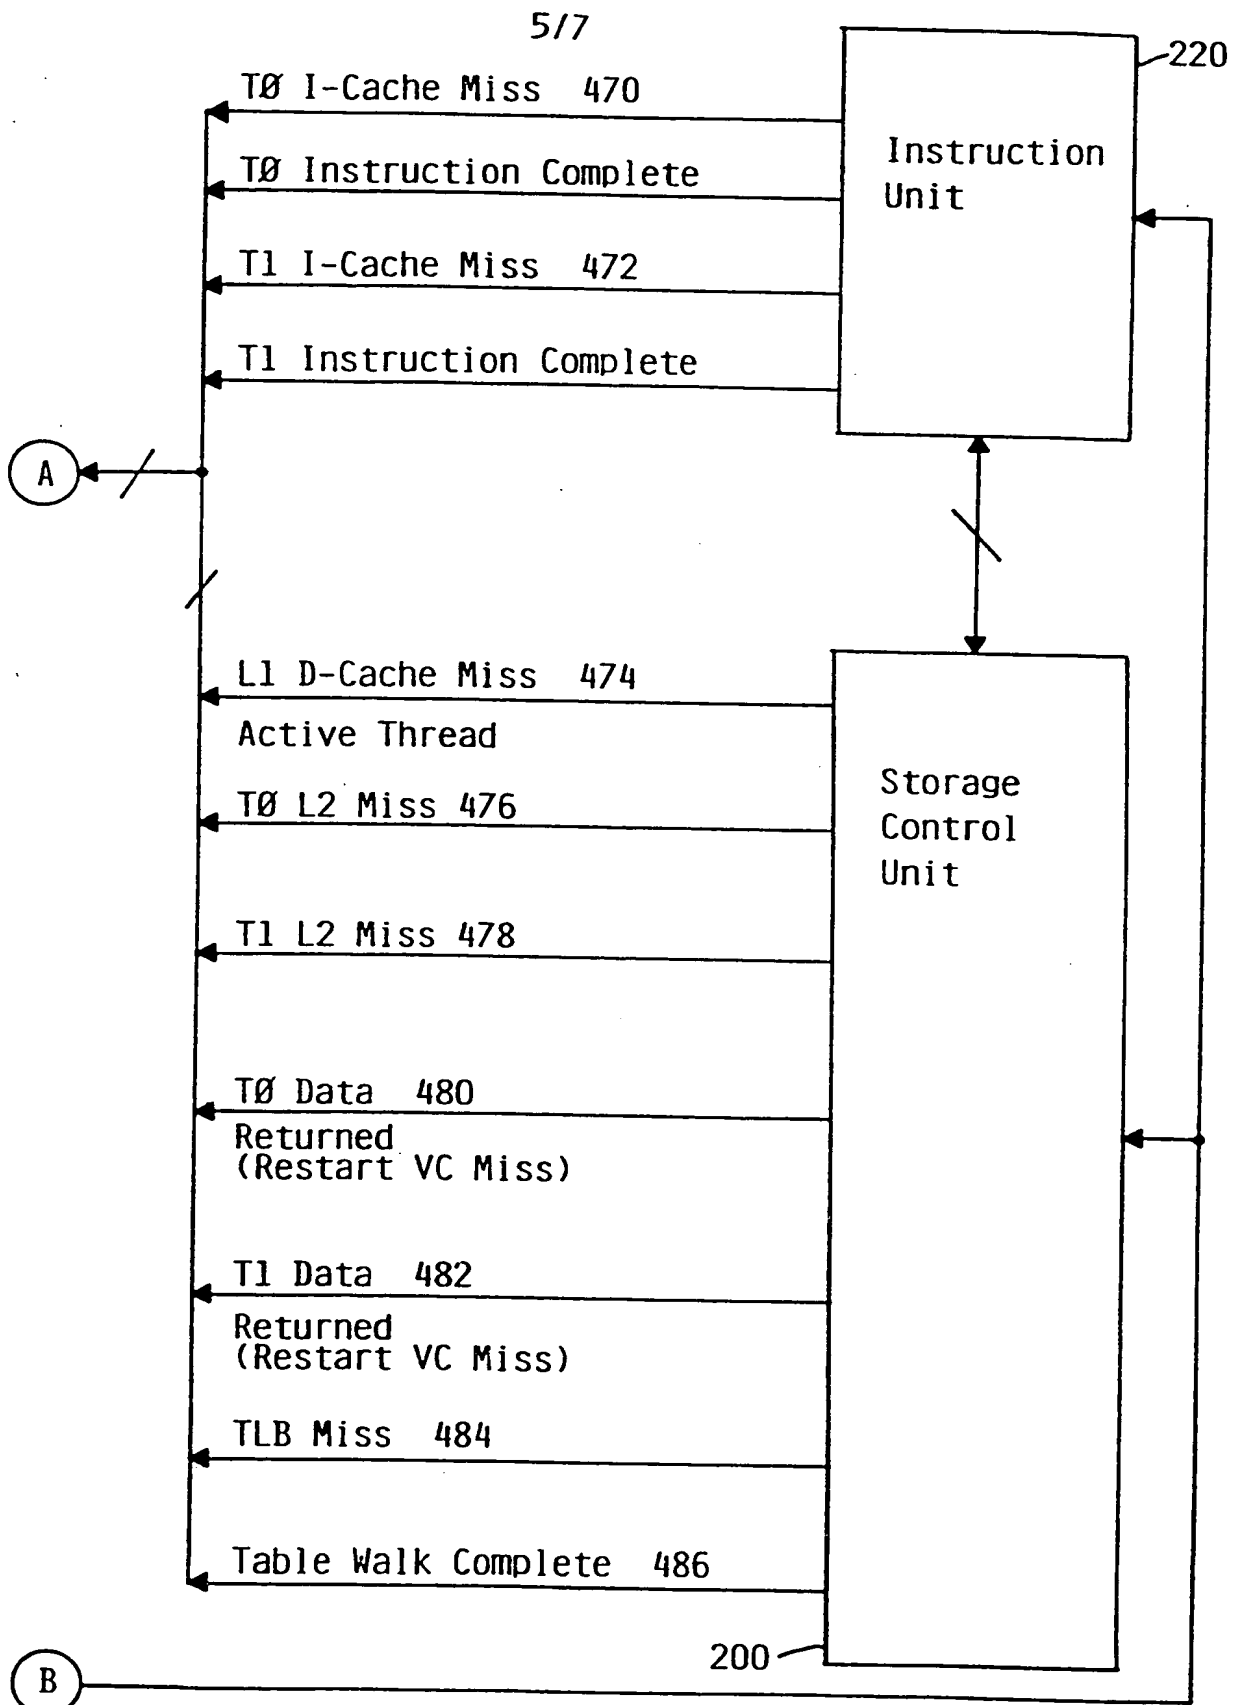 5/7
220
TØ I-Cache Miss 470
Instruction
Unit
TØ Instruction Complete
T1 I-Cache Miss 472
T1 Instruction Complete
A
L1 D-Cache Miss 474
Active Thread
Storage
Control
Unit
TØ L2 Miss 476
T1 L2 Miss 478
TØ Data 480
Returned
(Restart VC Miss)
T1 Data 482
Returned
(Restart VC Miss)
TLB Miss 484
Table Walk Complete 486
200
B